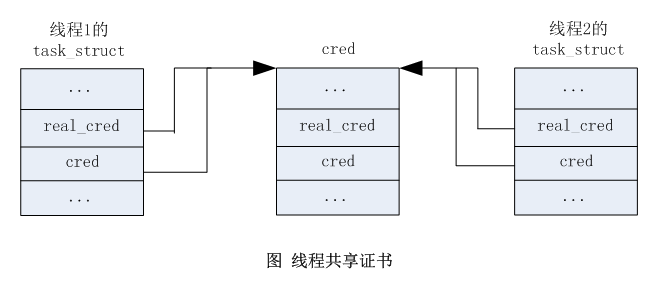 线程1的
task_struct
...
real_cred
cred
...
cred
...
real_cred
cred
...
线程2的
task_struct
...
real_cred
cred
...
图 线程共享证书